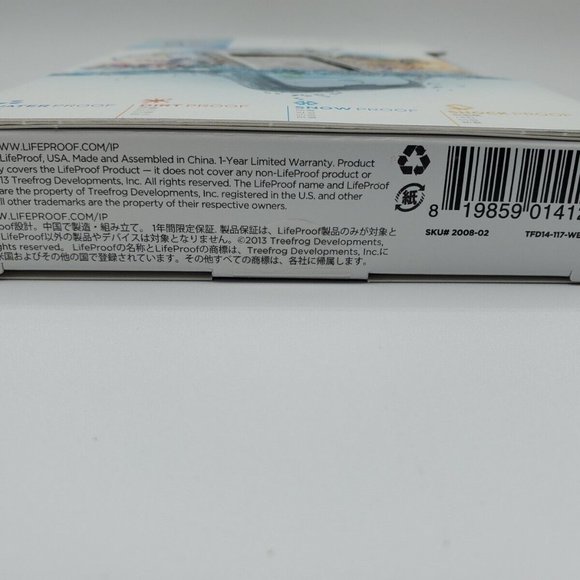 WATERPROOF
DIRTPROOF
SNOWPROOF
SHOCKPROOF
WWW.LIFEPROOF.COM/IP
LifeProof, USA. Made and Assembled in China. 1-Year Limited Warranty. Product
covers the LifeProof Product — it does not cover any non-LifeProof product or
13 Treefrog Developments, Inc. All rights reserved. The LifeProof name and LifeProof
are the property of Treefrog Developments, Inc. registered in the U.S. and other
all other trademarks are the property of their respective owners.
WWW.LIFEPROOF.COM/IP
Proof設計。中国で製造・組み立て。 1年間限定保証. 製品保証は、LifeProof製品のみが対象と
LifeProof以外の製品やデバイスは対象となりません。©2013 Treefrog Developments,
rights reserved. LifeProofの名称とLifeProofの商標は、Treefrog Developments, Inc.に
米国およびその他の国で登録されています。その他すべての商標は、各社に帰属します。
紙
8 19859 01412
SKU# 2008-02
TFD14-117-WE